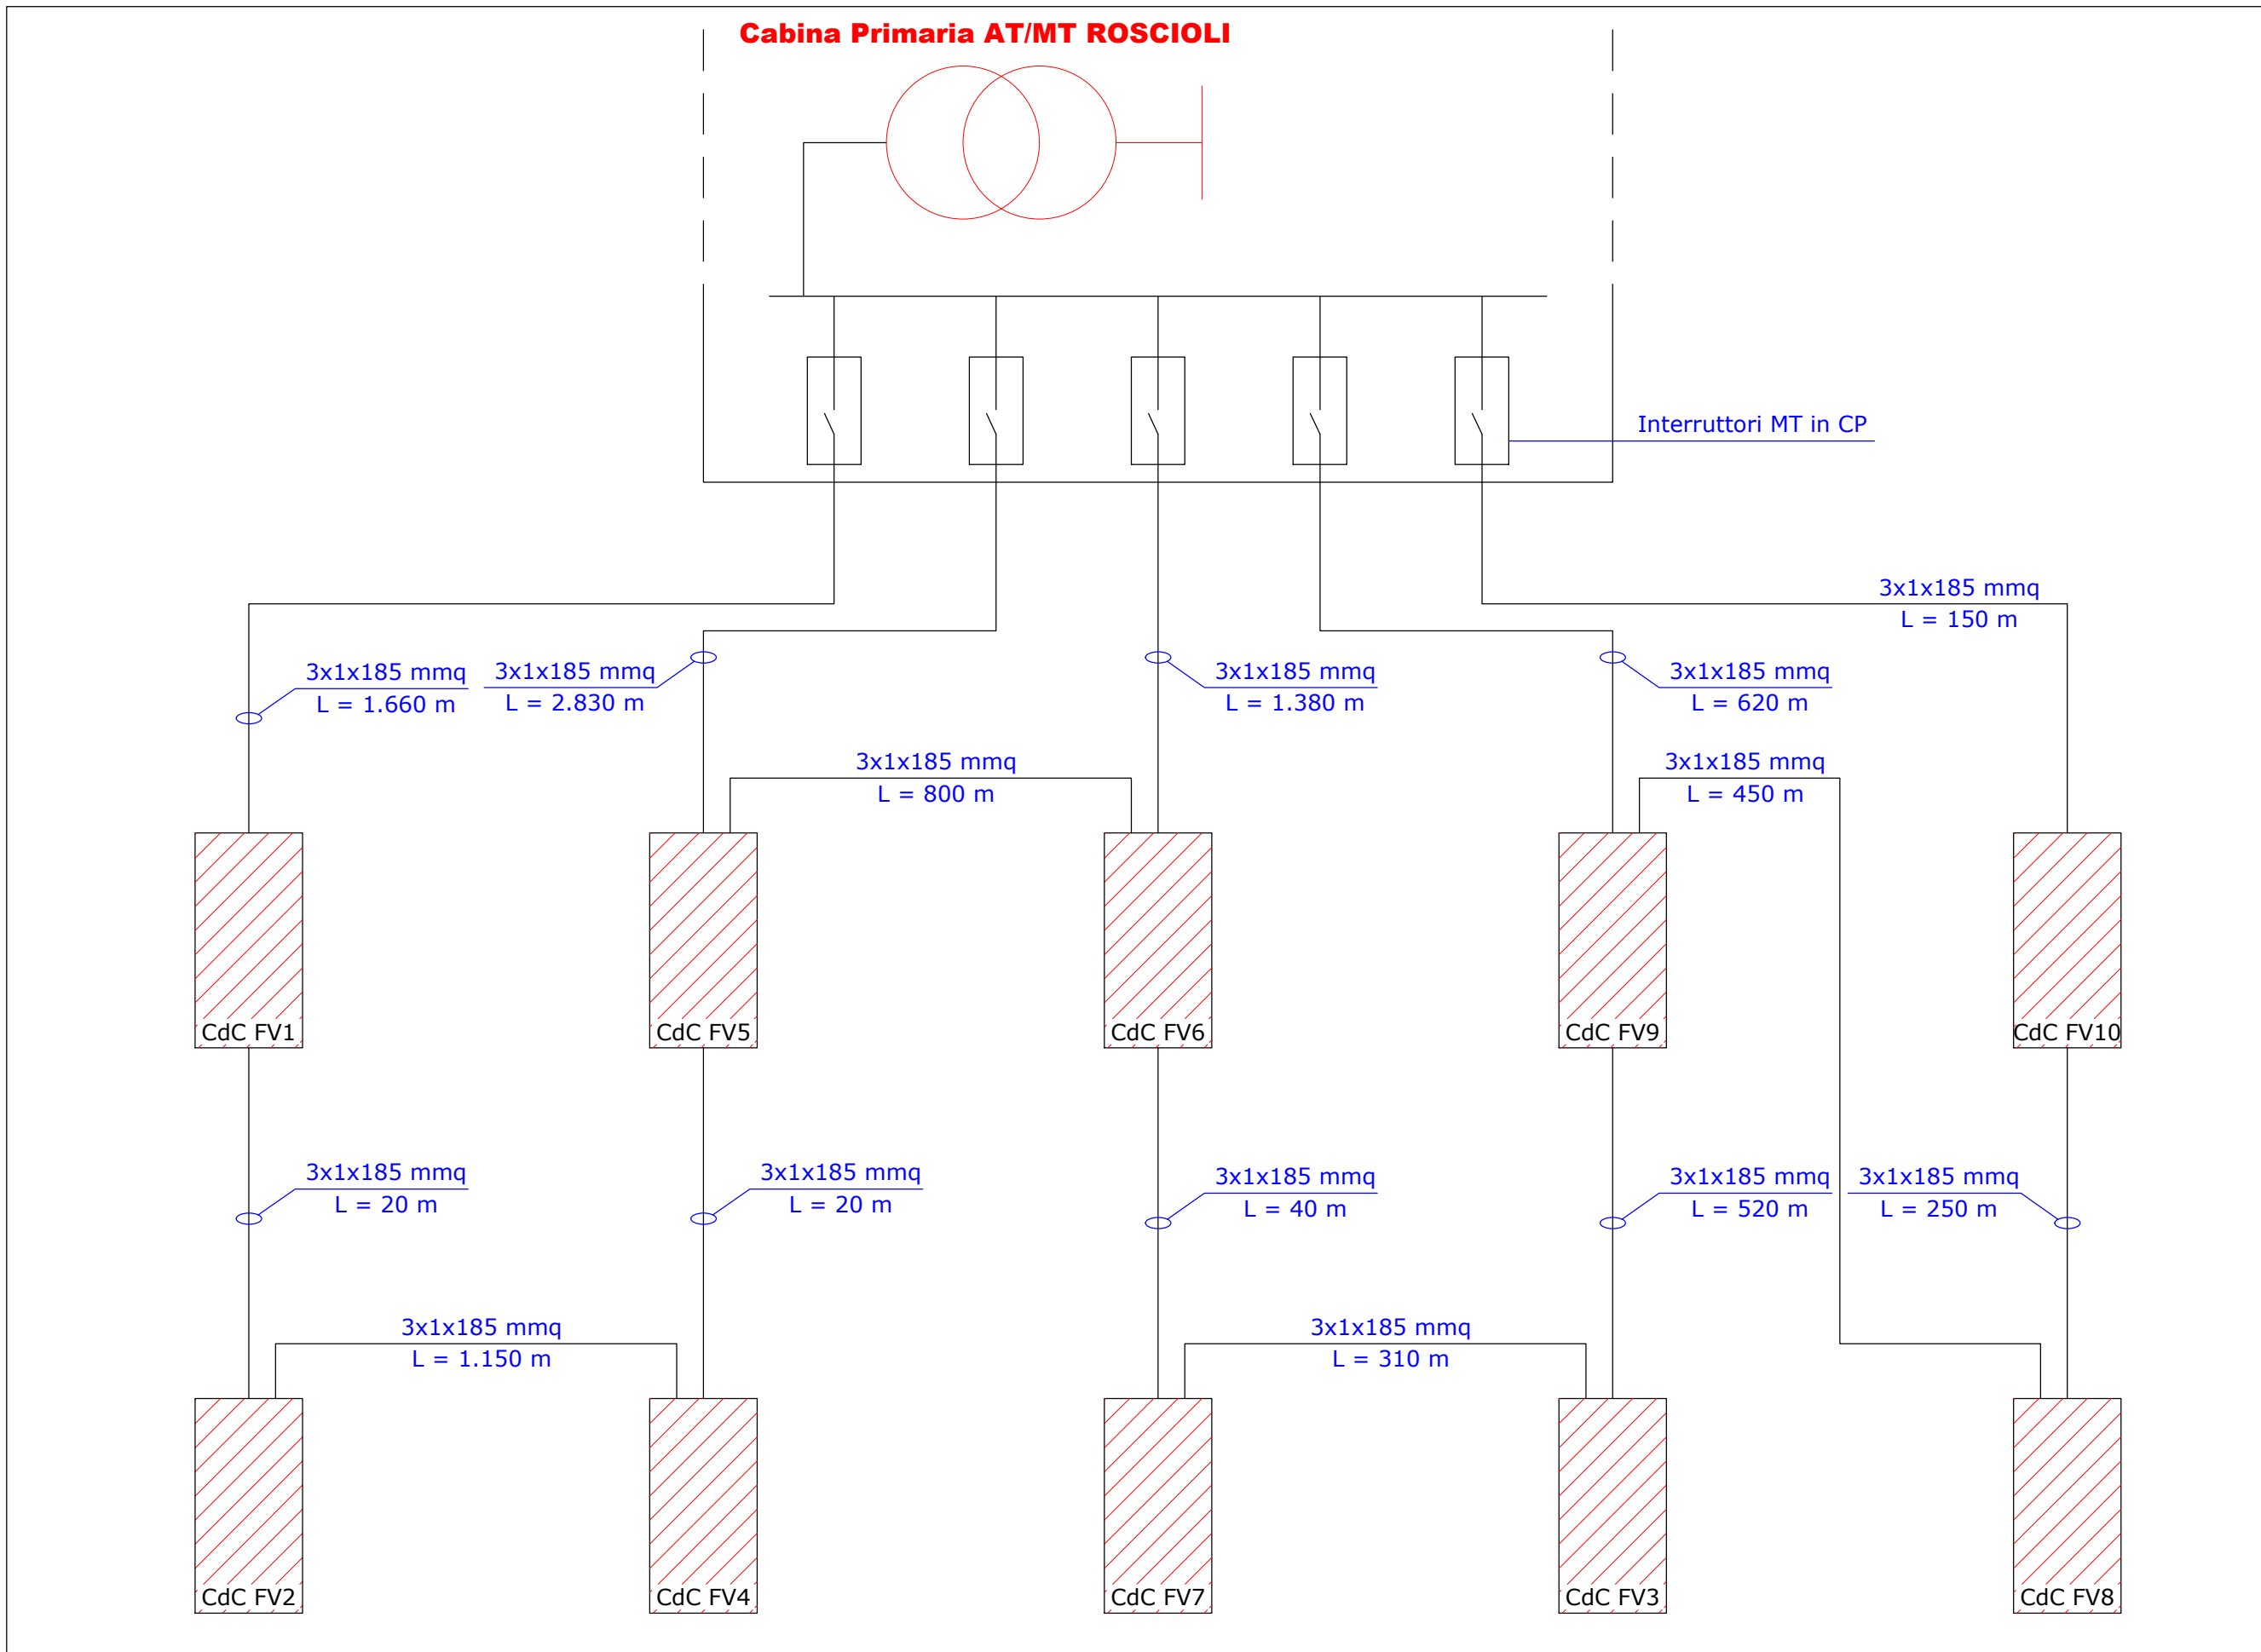 Cabina Primaria AT/MT ROSCIOLI
Interruttori MT in CP
3x1x185 mmq
L = 150 m
3x1x185 mmq
L = 1.660 m
3x1x185 mmq
L = 2.830 m
3x1x185 mmq
L = 1.380 m
3x1x185 mmq
L = 620 m
3x1x185 mmq
L = 800 m
3x1x185 mmq
L = 450 m
CdC FV1
CdC FV5
CdC FV6
CdC FV9
CdC FV10
3x1x185 mmq
L = 20 m
3x1x185 mmq
L = 20 m
3x1x185 mmq
L = 40 m
3x1x185 mmq
L = 520 m
3x1x185 mmq
L = 250 m
3x1x185 mmq
L = 1.150 m
3x1x185 mmq
L = 310 m
CdC FV2
CdC FV4
CdC FV7
CdC FV3
CdC FV8